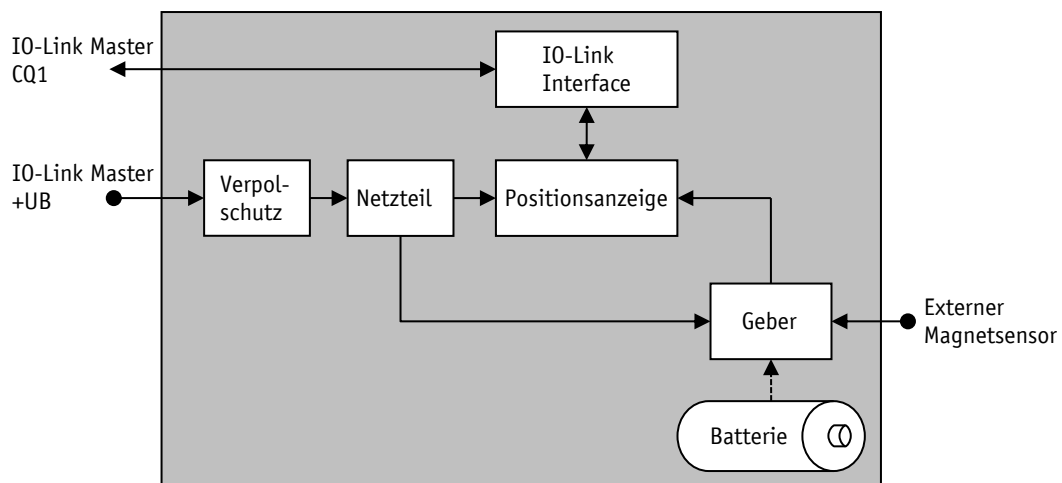 IO-Link Master
CQ1
IO-Link
Interface
IO-Link Master
+UB
Verpol-
schutz
Netzteil
Positionsanzeige
Geber
Externer
Magnetsensor
Batterie